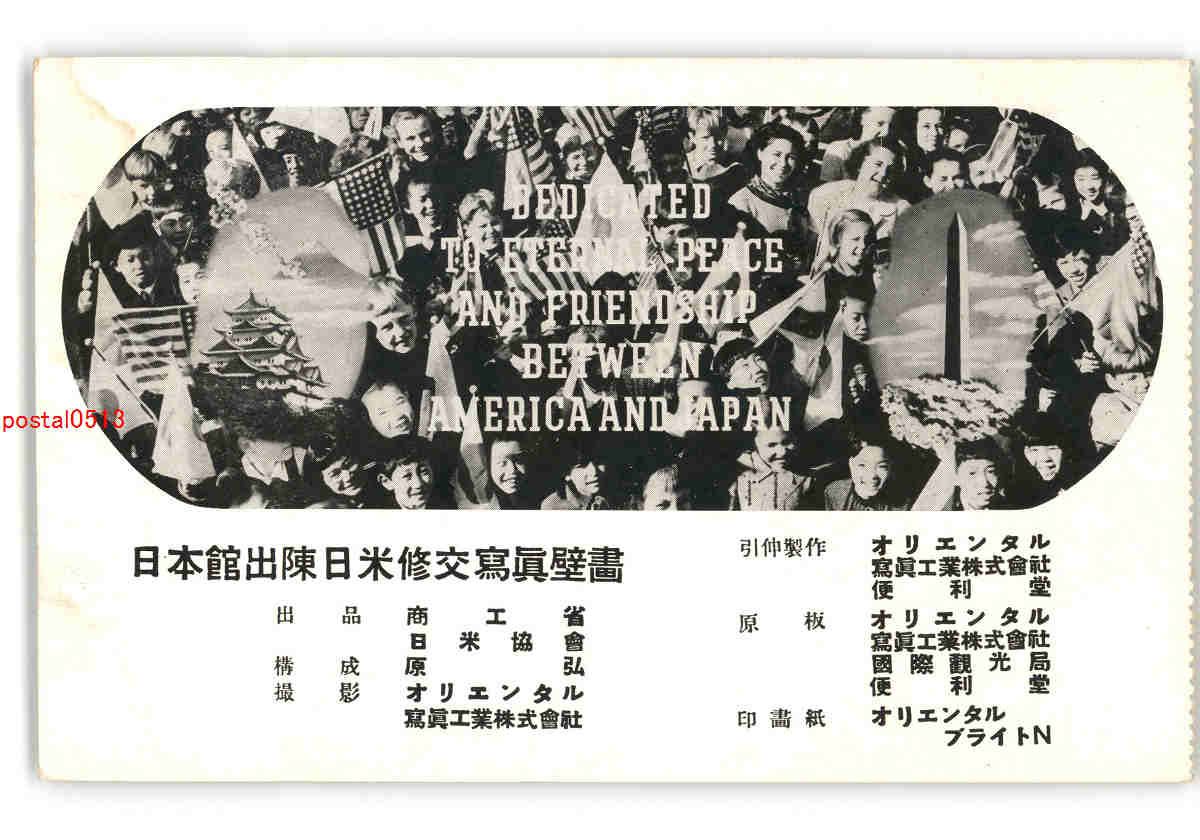 DEDICATED
TO ETERNAL PEACE
AND FRIENDSHIP
BETWEEN
AMERICA AND JAPAN
postal0513
日本館出陳日米修交寫眞壁畫
出品 商工省
日米協會
構成 原弘
撮影 オリエンタル
寫眞工業株式會社
引伸製作 オリエンタル
寫眞工業株式會社
便利堂
原板 オリエンタル
寫眞工業株式會社
國際觀光局
便利堂
印畫紙 オリエンタル
ブライトN